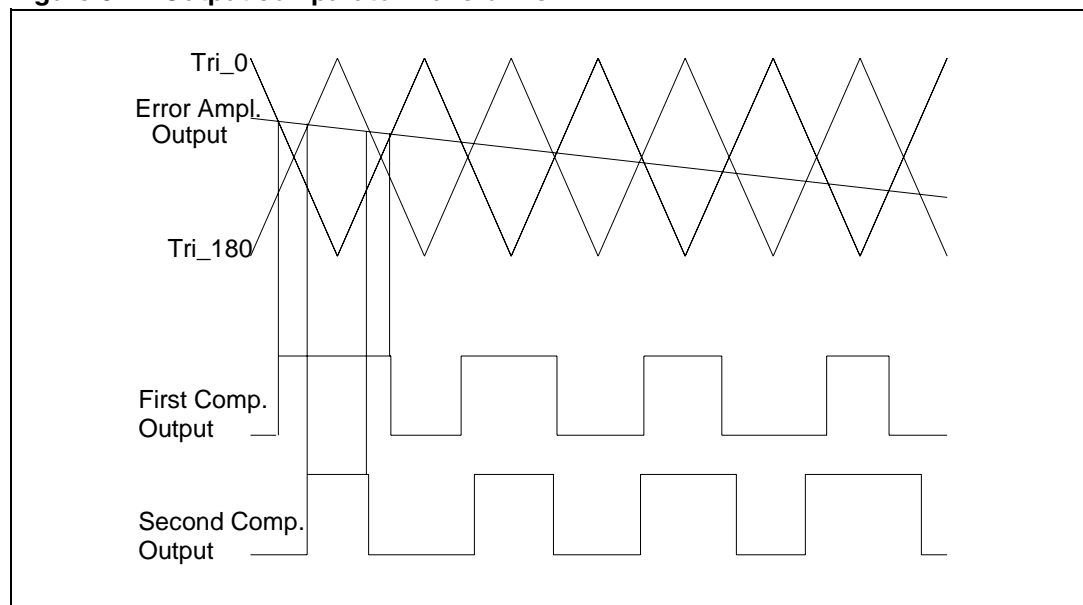 Tri_0
Error Ampl.
Output
Tri_180
First Comp.
Output
Second Comp.
Output